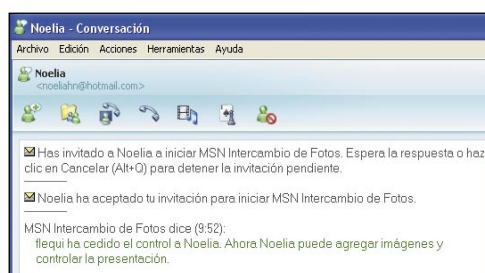 Noelia - Conversación
Archivo Edición Acciones Herramientas Ayuda
Noelia
<noeliahn@hotmail.com>
Has invitado a Noelia a iniciar MSN Intercambio de Fotos. Espera la respuesta o haz
clic en Cancelar (Alt+Q) para detener la invitación pendiente.
Noelia ha aceptado tu invitación para iniciar MSN Intercambio de Fotos.
MSN Intercambio de Fotos dice (9:52):
flequi ha cedido el control a Noelia. Ahora Noelia puede agregar imágenes y
controlar la presentación.